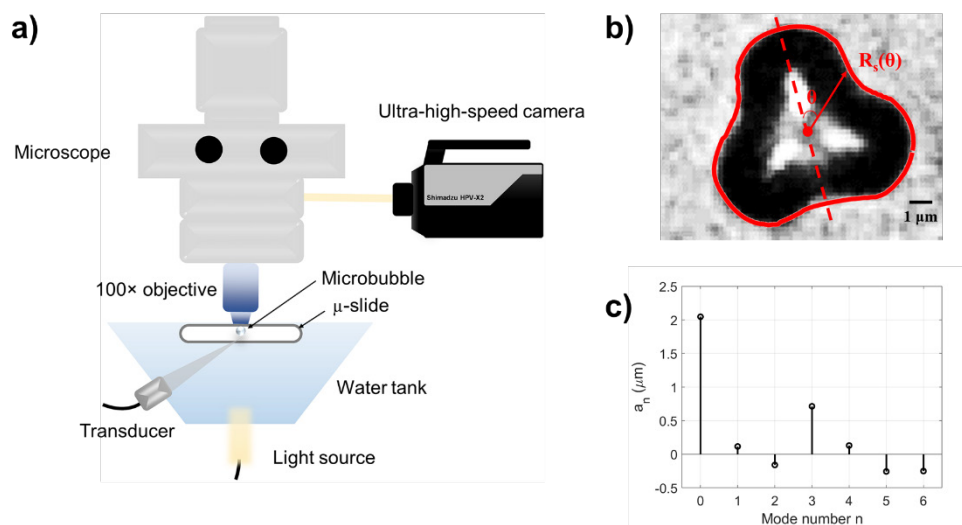 a)
Microscope
Ultra-high-speed camera
Shimadzu HPV-X2
100× objective
Microbubble
μ-slide
Water tank
Transducer
Light source
b)
Rₛ(θ)
θ
1 μm
c)
aₙ (μm)
2.5
2
1.5
1
0.5
0
-0.5
0 1 2 3 4 5 6
Mode number n